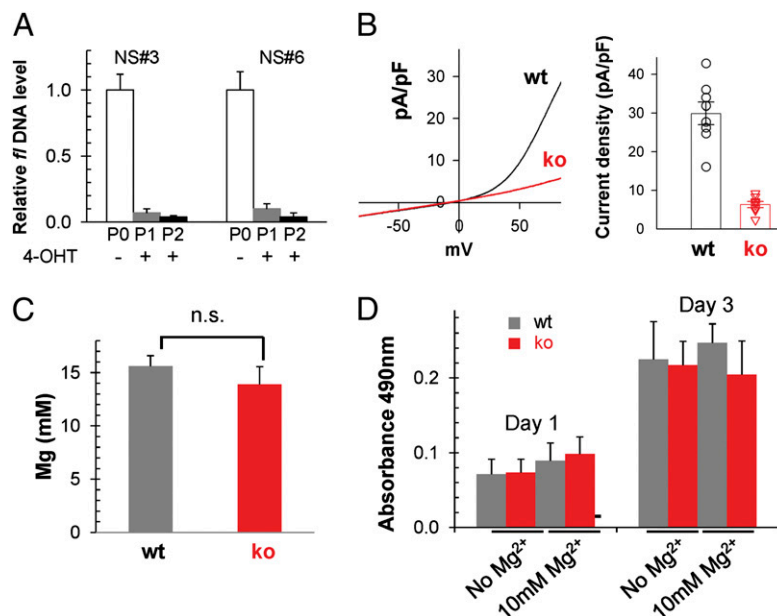 A
NS#3
NS#6
Relative fl DNA level
1.0
0.5
0.0
P0 P1 P2
P0 P1 P2
4-OHT
- + +
- + +
B
pA/pF
30
20
10
0
-50
0
50
mV
wt
ko
Current density (pA/pF)
40
30
20
10
0
wt
ko
C
n.s.
Mg (mM)
15
10
5
0
wt
ko
D
wt
ko
Day 1
Day 3
Absorbance 490nm
0.2
0.1
0.0
No Mg²⁺
10mM Mg²⁺
No Mg²⁺
10mM Mg²⁺